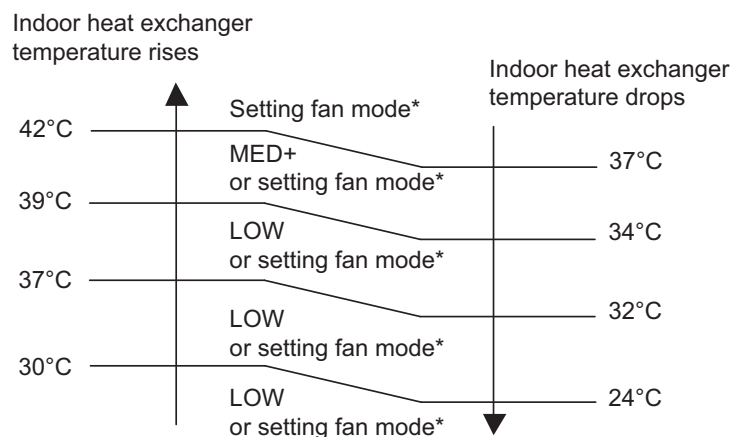 Indoor heat exchanger
temperature rises
Indoor heat exchanger
temperature drops
Setting fan mode*
42°C
MED+
or setting fan mode*
37°C
39°C
LOW
or setting fan mode*
34°C
37°C
LOW
or setting fan mode*
32°C
30°C
LOW
or setting fan mode*
24°C